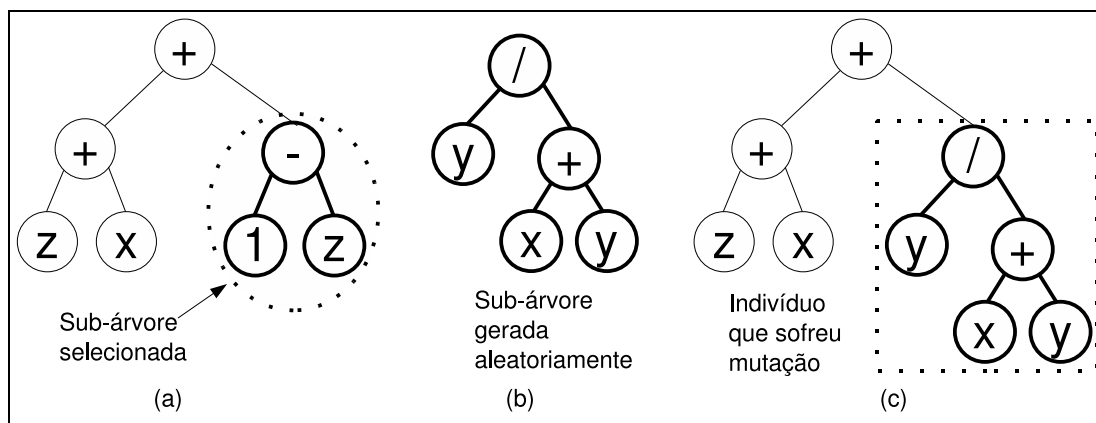 +
+
-
z
x
1
z
Sub-árvore
selecionada
(a)
/
y
+
x
y
Sub-árvore
gerada
aleatoriamente
(b)
+
+
/
z
x
y
+
x
y
Indivíduo
que sofreu
mutação
(c)